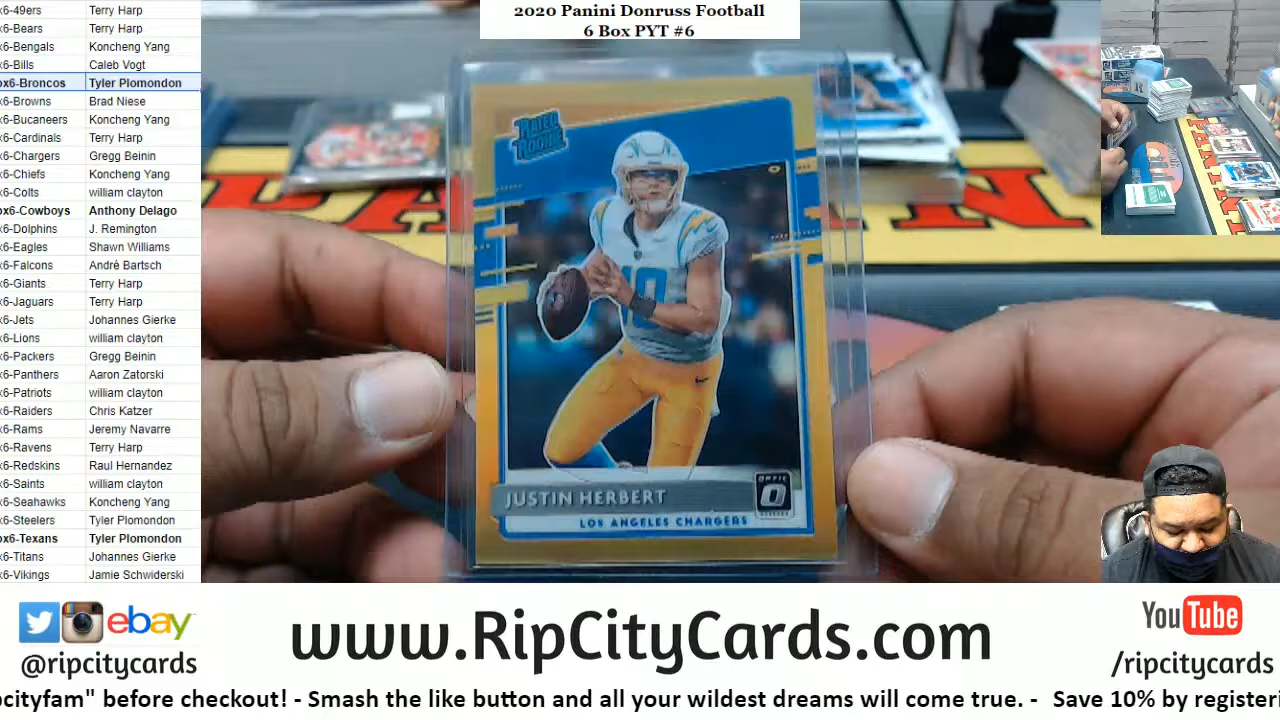 2020 Panini Donruss Football
6 Box PYT #6
x6-49ers Terry Harp
x6-Bears Terry Harp
x6-Bengals Koncheng Yang
x6-Bills Caleb Vogt
ox6-Broncos Tyler Plomondon
x6-Browns Brad Niese
x6-Bucaneers Koncheng Yang
x6-Cardinals Terry Harp
x6-Chargers Gregg Beinin
x6-Chiefs Koncheng Yang
x6-Colts william clayton
ox6-Cowboys Anthony Delago
x6-Dolphins J. Remington
x6-Eagles Shawn Williams
x6-Falcons André Bartsch
x6-Giants Terry Harp
x6-Jaguars Terry Harp
x6-Jets Johannes Gierke
x6-Lions william clayton
x6-Packers Gregg Beinin
x6-Panthers Aaron Zatorski
x6-Patriots william clayton
x6-Raiders Chris Katzer
x6-Rams Jeremy Navarre
x6-Ravens Terry Harp
x6-Redskins Raul Hernandez
x6-Saints william clayton
x6-Seahawks Koncheng Yang
x6-Steelers Tyler Plomondon
ox6-Texans Tyler Plomondon
x6-Titans Johannes Gierke
x6-Vikings Jamie Schwiderski
RATED ROOKIE
10
JUSTIN HERBERT
OPTIC
LOS ANGELES CHARGERS
PANINI
ebay
@ripcitycards
www.RipCityCards.com
YouTube
/ripcitycards
pcityfam" before checkout! - Smash the like button and all your wildest dreams will come true. - Save 10% by registeri